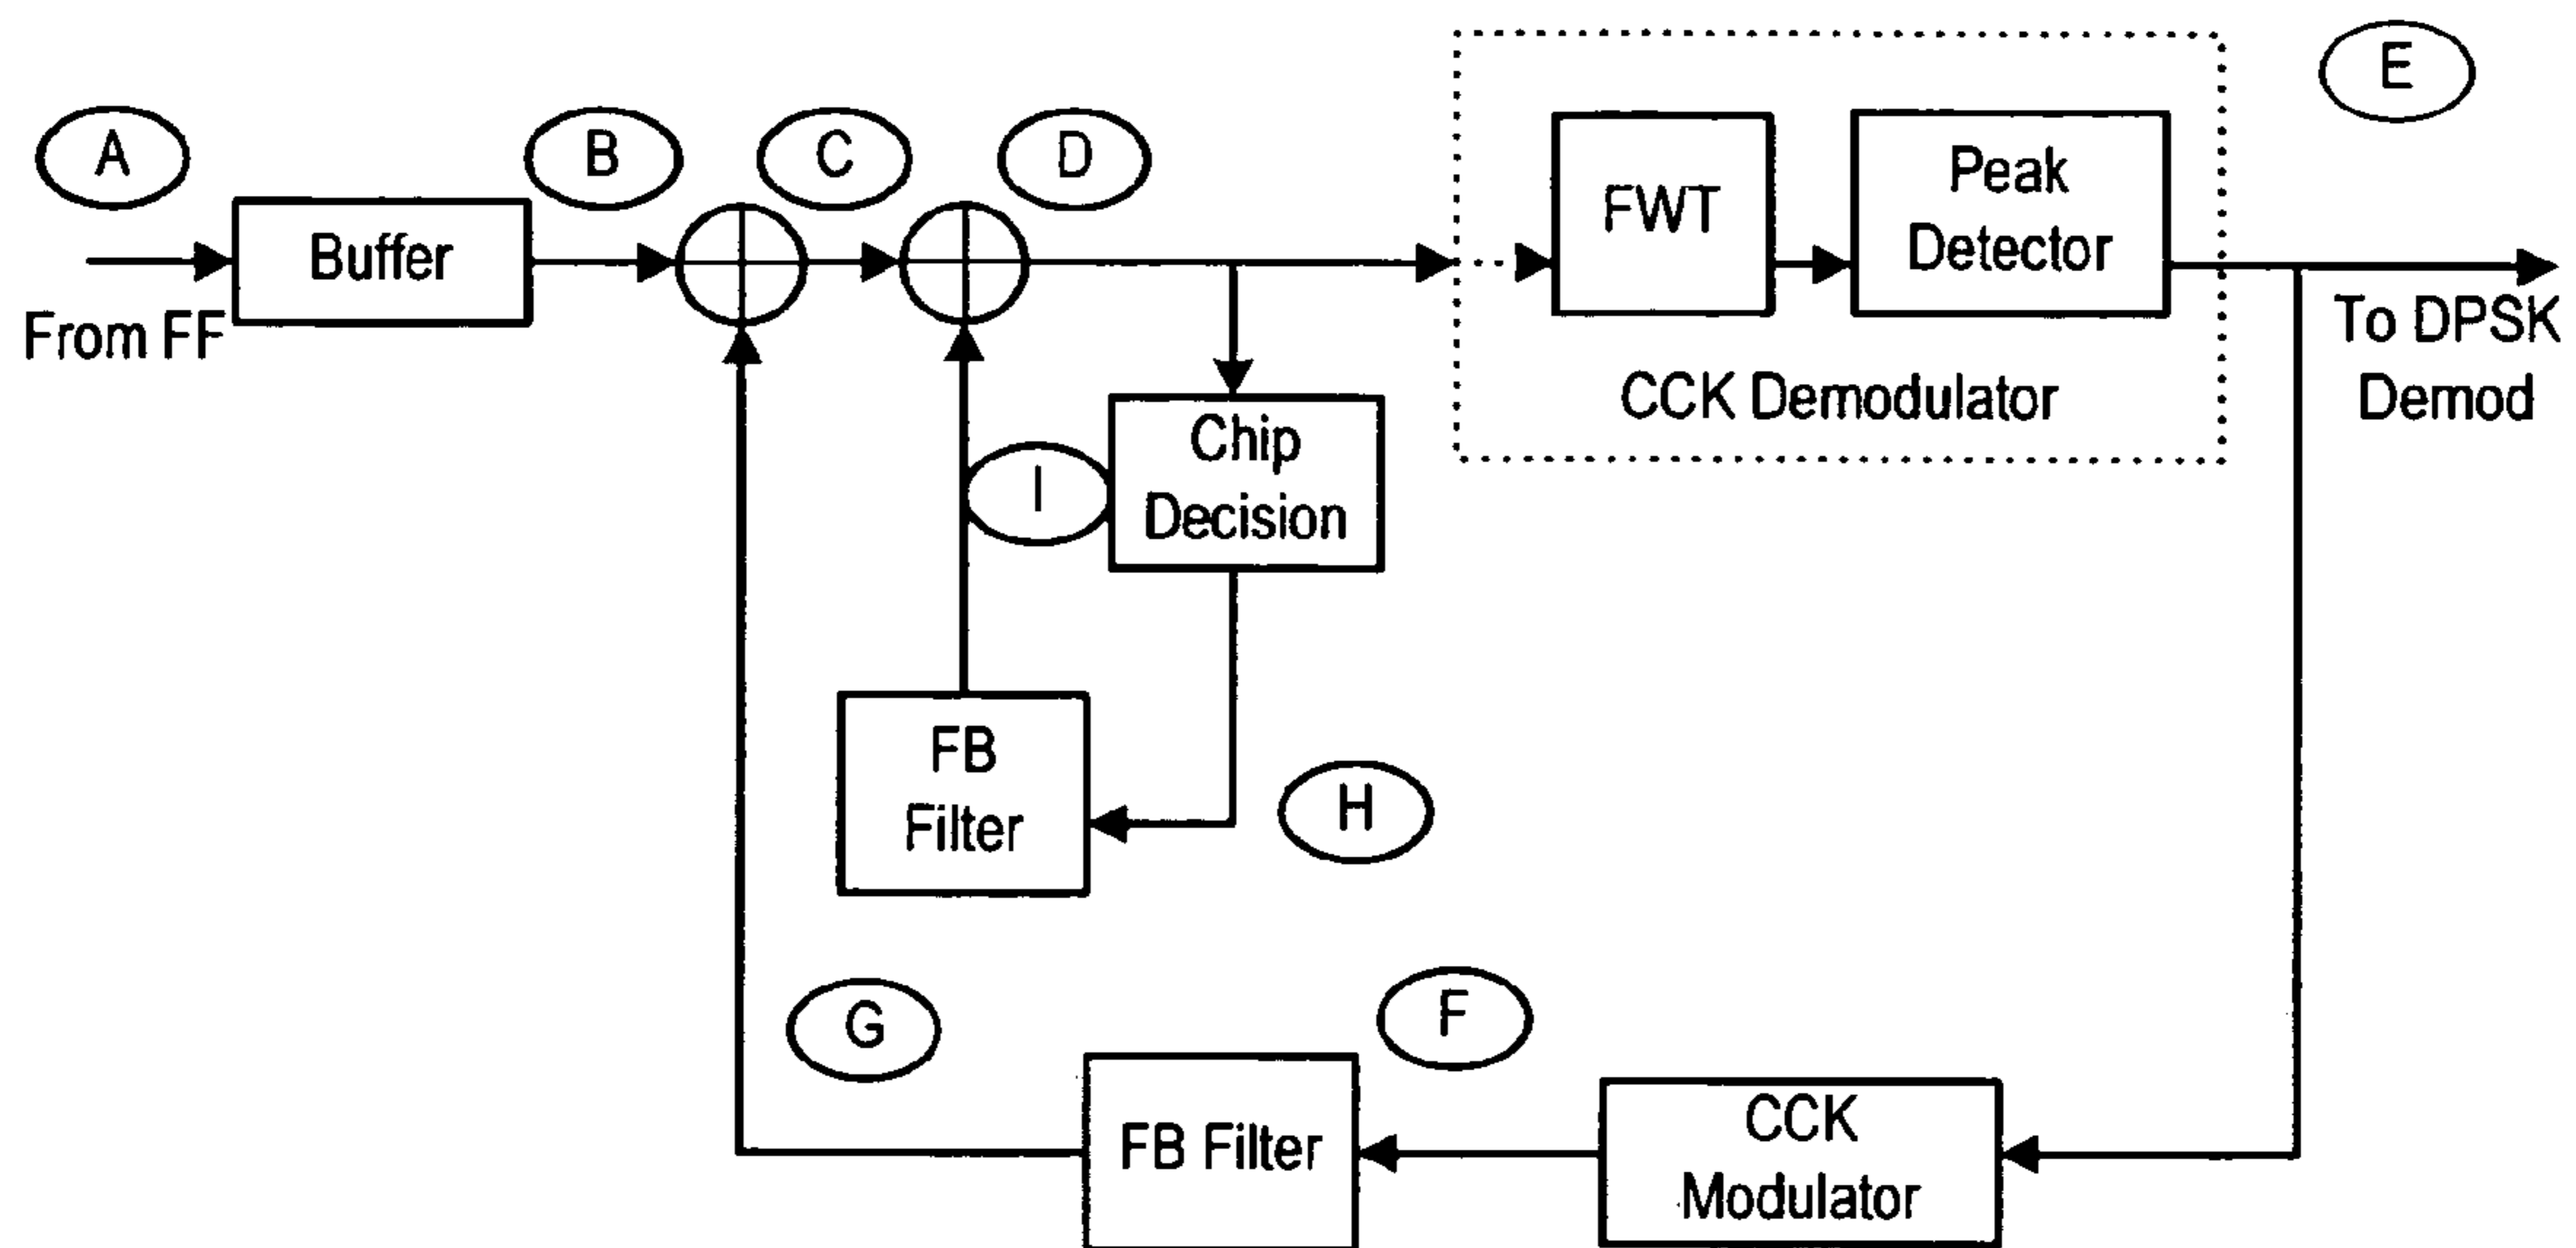 A
B
C
D
E
Buffer
From FF
FWT
Peak
Detector
CCK Demodulator
To DPSK
Demod
Chip
Decision
I
FB
Filter
H
G
F
FB Filter
CCK
Modulator